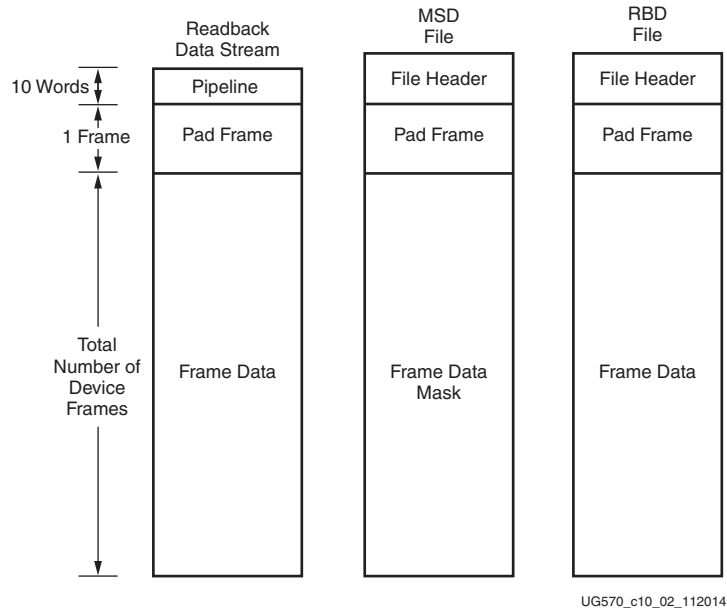 Readback
Data Stream
MSD
File
RBD
File
10 Words
Pipeline
File Header
File Header
1 Frame
Pad Frame
Pad Frame
Pad Frame
Total
Number of
Device
Frames
Frame Data
Frame Data
Mask
Frame Data
UG570_c10_02_112014